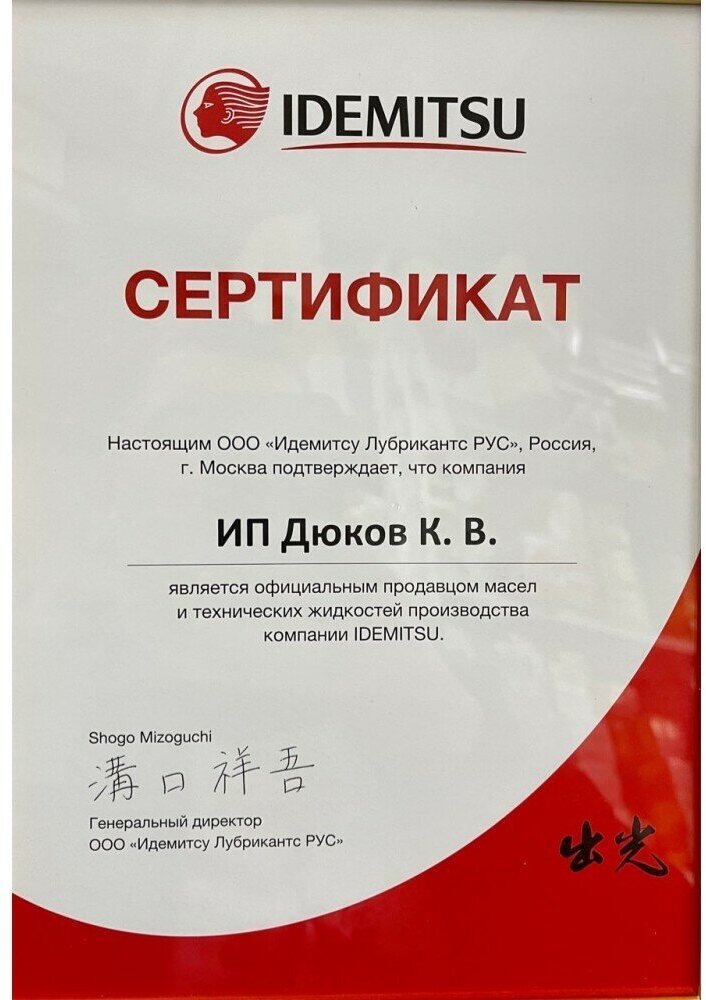 IDEMITSU
СЕРТИФИКАТ
Настоящим ООО «Идемитсу Лубрикантс РУС», Россия,
г. Москва подтверждает, что компания
ИП Дюков К. В.
является официальным продавцом масел
и технических жидкостей производства
компании IDEMITSU.
Shogo Mizoguchi
溝口祥吾
Генеральный директор
ООО «Идемитсу Лубрикантс РУС»
出光